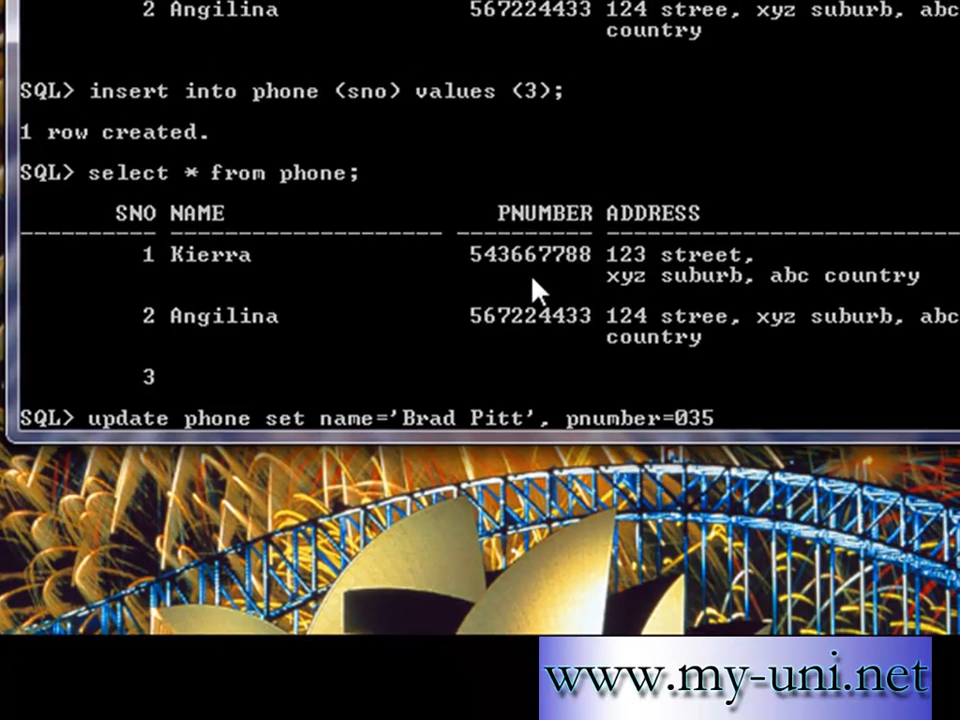 2 Angilina 567224433 124 stree, xyz suburb, abc
country
SQL> insert into phone (sno) values (3);
1 row created.
SQL> select * from phone;
SNO NAME PNUMBER ADDRESS
---------- -------------------- ---------- --------------------------
1 Kierra 543667788 123 street,
xyz suburb, abc country
2 Angilina 567224433 124 stree, xyz suburb, abc
country
3
SQL> update phone set name='Brad Pitt', pnumber=035
www.my-uni.net